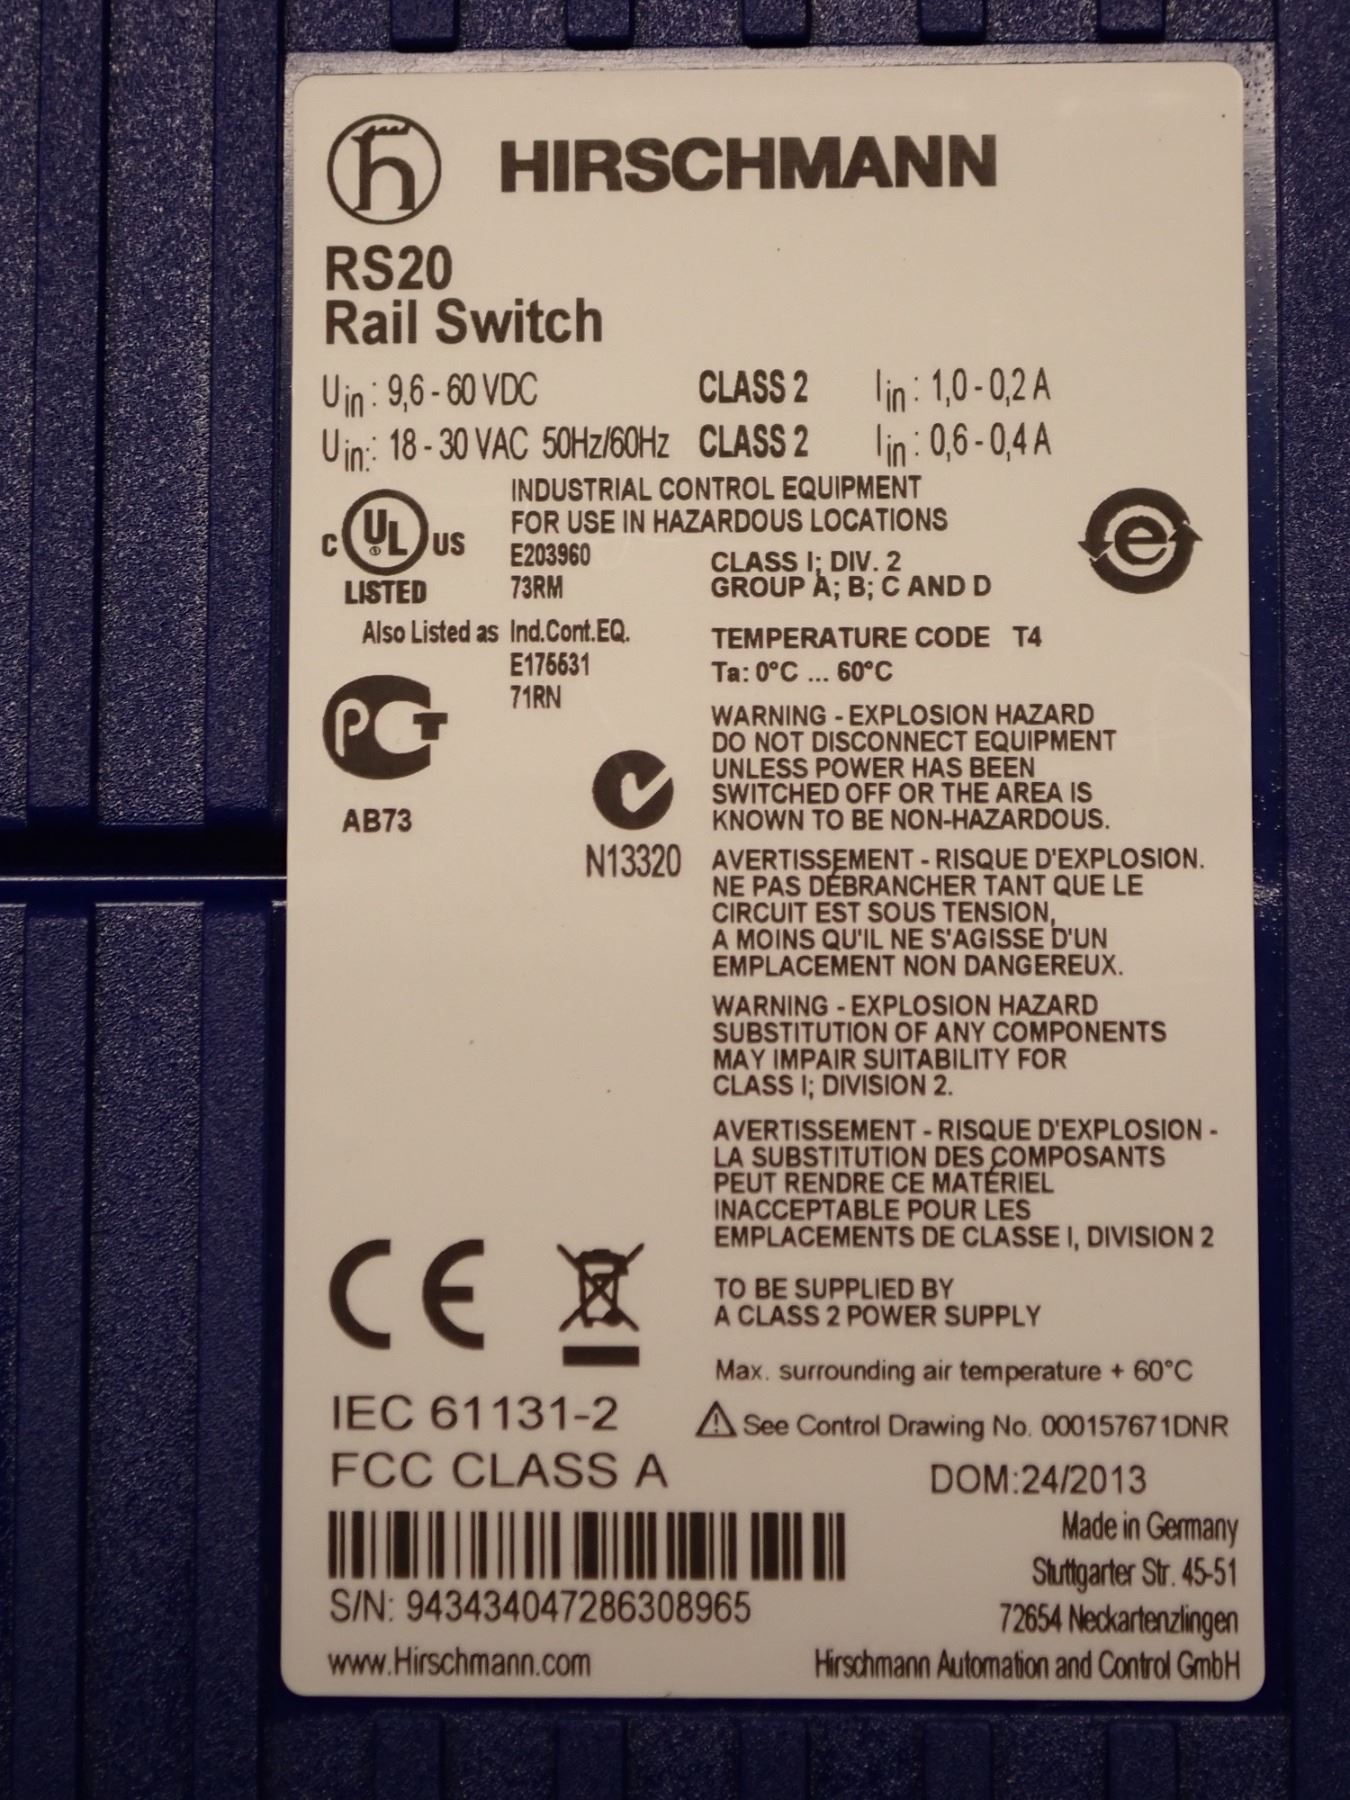 HIRSCHMANN
RS20
Rail Switch
Uin: 9,6 - 60 VDC CLASS 2 Iin: 1,0 - 0,2 A
Uin: 18 - 30 VAC 50Hz/60Hz CLASS 2 Iin: 0,6 - 0,4 A
INDUSTRIAL CONTROL EQUIPMENT
FOR USE IN HAZARDOUS LOCATIONS
C UL US
LISTED
E203960
73RM
CLASS I; DIV. 2
GROUP A; B; C AND D
e
Also Listed as Ind.Cont.EQ.
E175531
71RN
TEMPERATURE CODE T4
Ta: 0°C ... 60°C
PCT
AB73
N13320
WARNING - EXPLOSION HAZARD
DO NOT DISCONNECT EQUIPMENT
UNLESS POWER HAS BEEN
SWITCHED OFF OR THE AREA IS
KNOWN TO BE NON-HAZARDOUS.
AVERTISSEMENT - RISQUE D'EXPLOSION.
NE PAS DÉBRANCHER TANT QUE LE
CIRCUIT EST SOUS TENSION,
A MOINS QU'IL NE S'AGISSE D'UN
EMPLACEMENT NON DANGEREUX.
WARNING - EXPLOSION HAZARD
SUBSTITUTION OF ANY COMPONENTS
MAY IMPAIR SUITABILITY FOR
CLASS I; DIVISION 2.
AVERTISSEMENT - RISQUE D'EXPLOSION -
LA SUBSTITUTION DES COMPOSANTS
PEUT RENDRE CE MATÉRIEL
INACCEPTABLE POUR LES
EMPLACEMENTS DE CLASSE I, DIVISION 2
TO BE SUPPLIED BY
A CLASS 2 POWER SUPPLY
Max. surrounding air temperature + 60°C
See Control Drawing No. 000157671DNR
CE
IEC 61131-2
FCC CLASS A
DOM:24/2013
S/N: 943434047286308965
www.Hirschmann.com
Made in Germany
Stuttgarter Str. 45-51
72654 Neckartenzlingen
Hirschmann Automation and Control GmbH